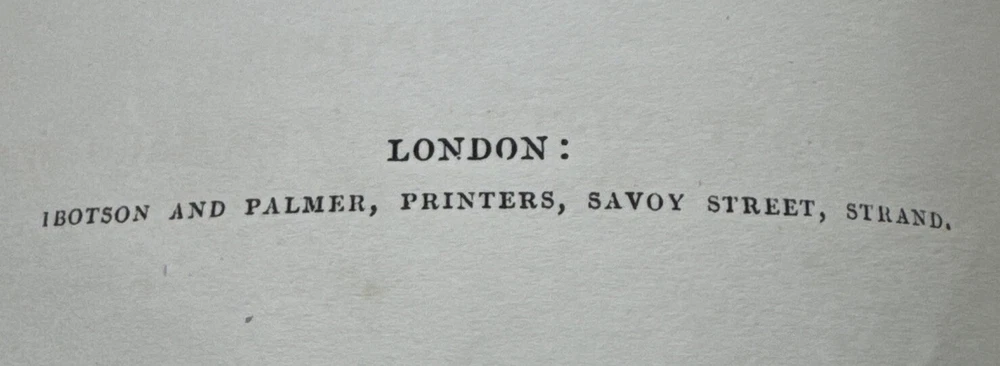 LONDON:
IBOTSON AND PALMER, PRINTERS, SAVOY STREET, STRAND.